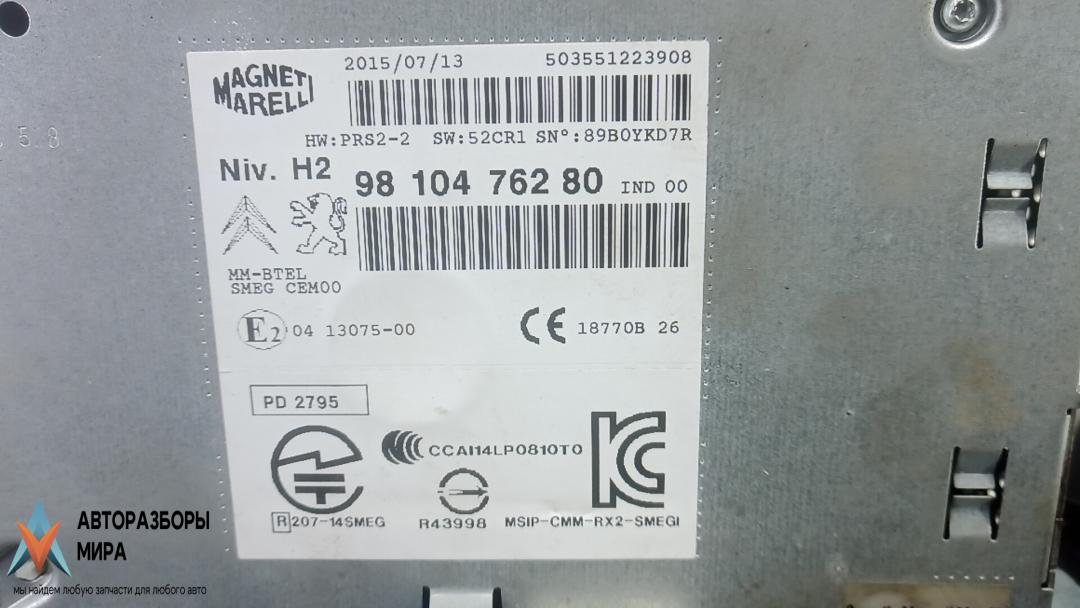 2015/07/13 503551223908
MAGNETI
MARELLI
HW:PRS2-2 SW:52CR1 SN°:89B0YKD7R
Niv. H2 98 104 762 80 IND 00
MM-BTEL
SMEG CEM00
E2 04 13075-00 CE 18770B 26
PD 2795
CCAI14LP0810T0
R 207-14SMEG R43998 MSIP-CMM-RX2-SMEGI
58
АВТОРАЗБОРЫ
МИРА
мы найдем любую запчасти для любого авто